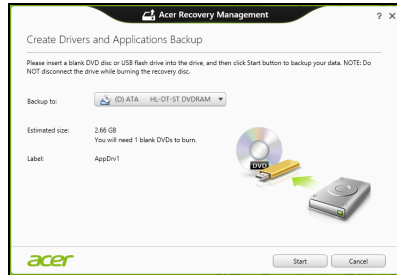 Acer Recovery Management
? X
Create Drivers and Applications Backup
Please insert a blank DVD disc or USB flash drive into the drive, and then click Start button to backup your data. NOTE: Do
NOT disconnect the drive while burning the recovery disc.
Backup to: (D) ATA HL-DT-ST DVDRAM
Estimated size: 2.66 GB
You will need 1 blank DVDs to burn.
Label: AppDrv1
DVD
acer Start Cancel